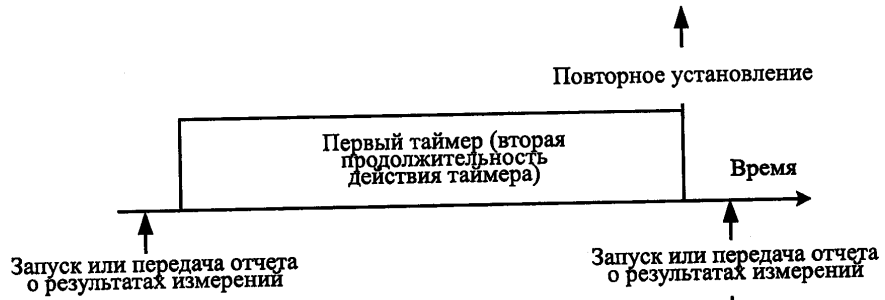 Повторное установление
Первый таймер (вторая
продолжительность
действия таймера)
Время
Запуск или передача отчета
о результатах измерений
Запуск или передача отчета
о результатах измерений